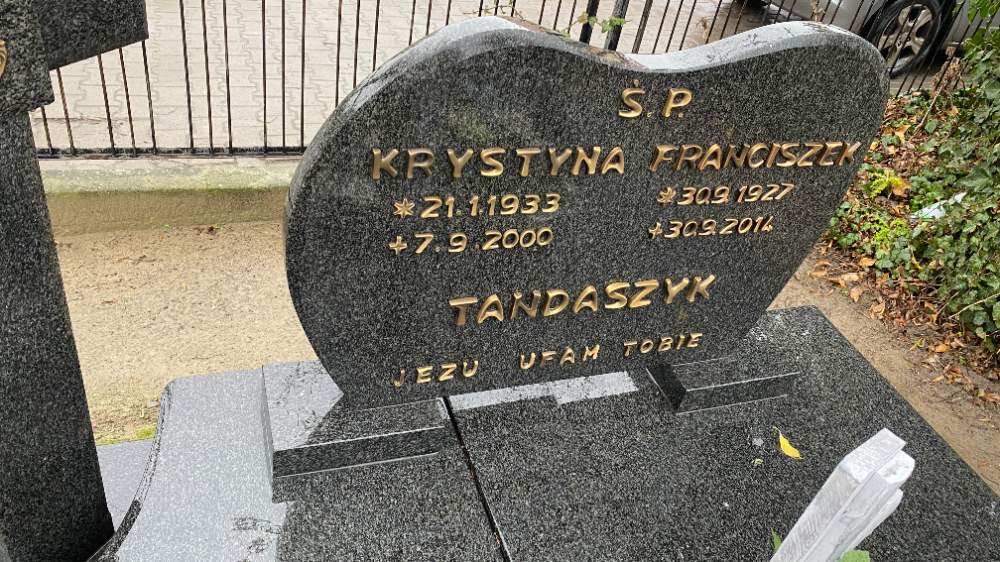 Ś.P.
KRYSTYNA FRANCISZEK
*21.1.1933 *30.9.1927
+7.9.2000 +30.9.2014
TANDASZYK
JEZU UFAM TOBIE